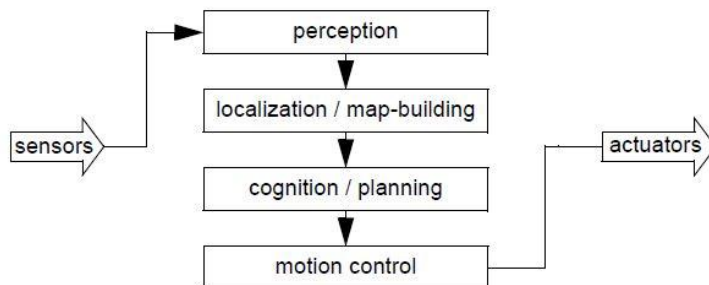 perception
localization / map-building
sensors
actuators
cognition / planning
motion control